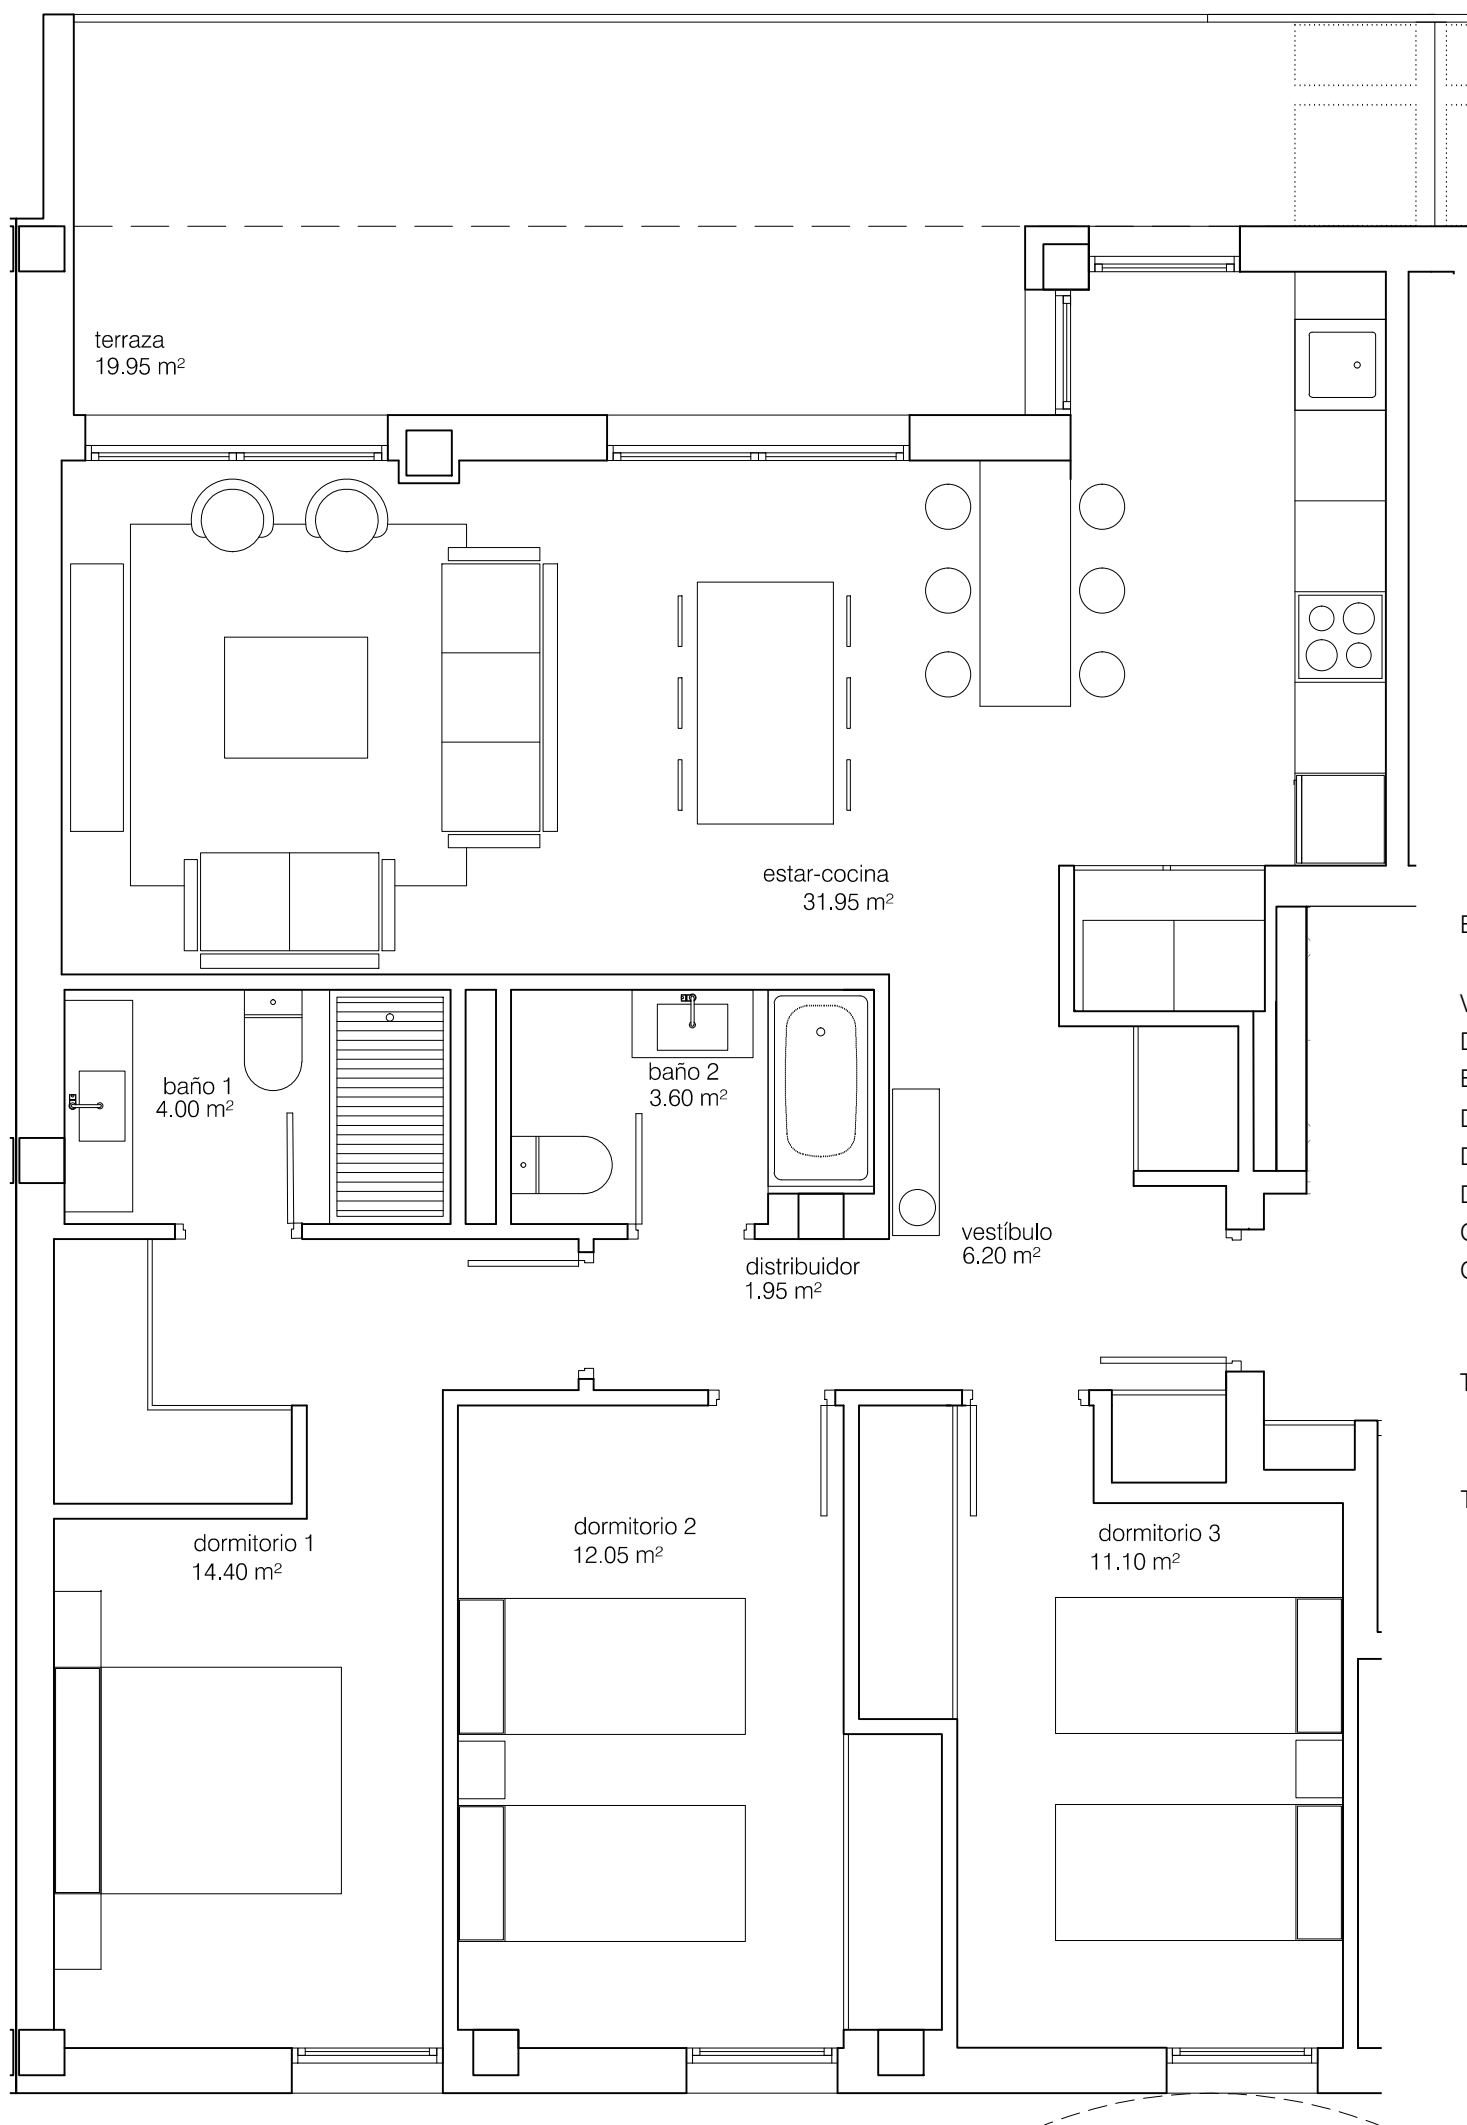 terraza
19.95 m²
estar-cocina
31.95 m²
baño 1
4.00 m²
baño 2
3.60 m²
vestíbulo
6.20 m²
distribuidor
1.95 m²
dormitorio 1
14.40 m²
dormitorio 2
12.05 m²
dormitorio 3
11.10 m²